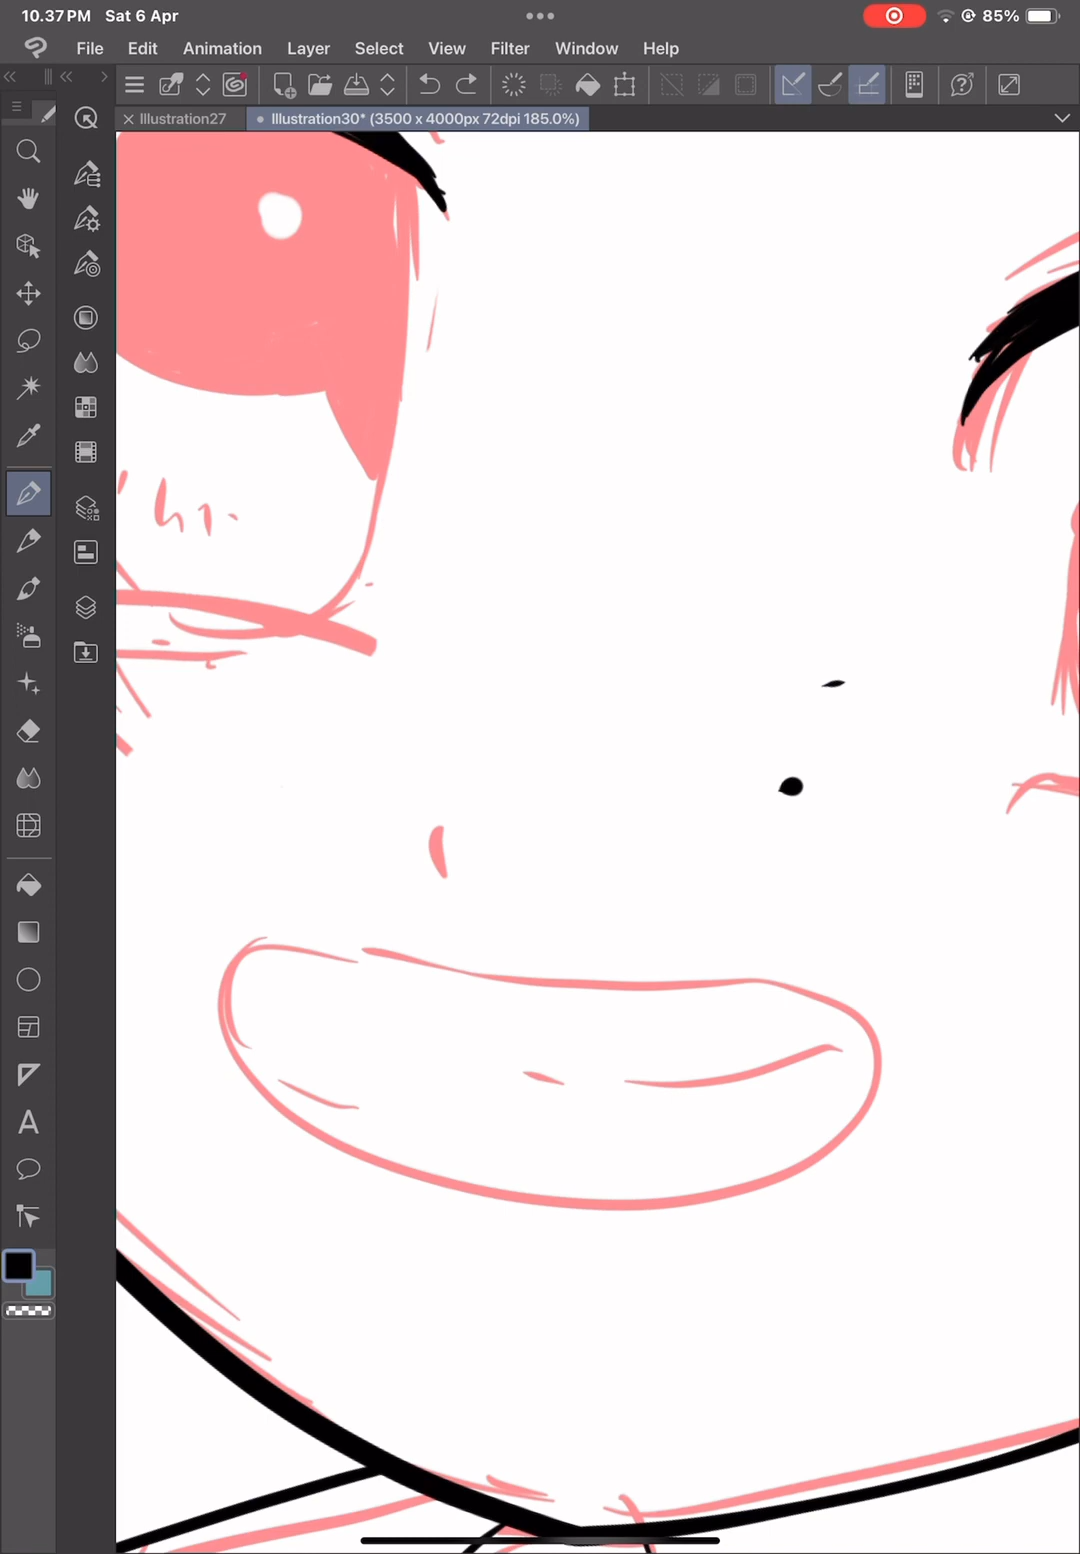 10.37 PM Sat 6 Apr 85%
File Edit Animation Layer Select View Filter Window Help
Illustration27 Illustration30* (3500 x 4000px 72dpi 185.0%)